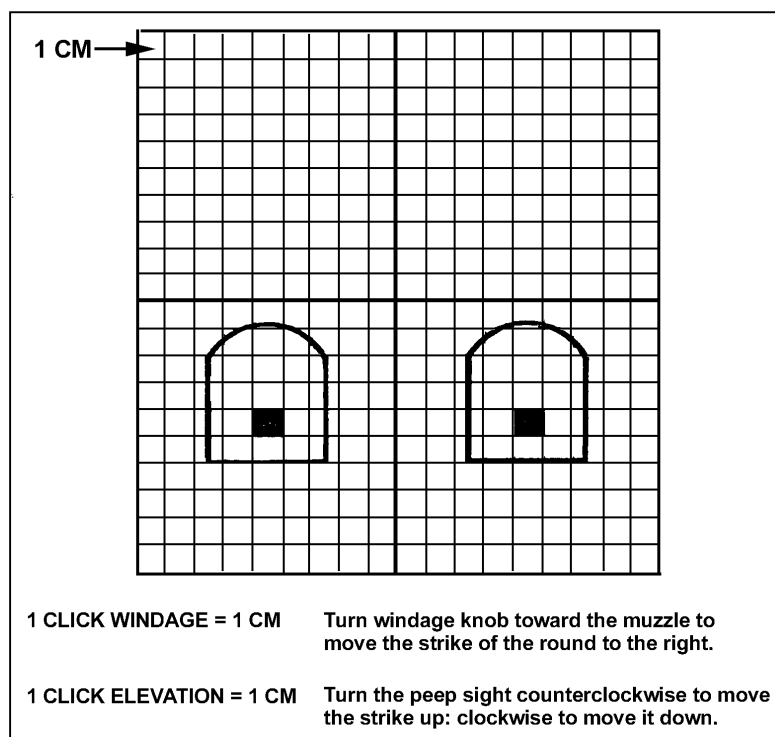 1 CM
1 CLICK WINDAGE = 1 CM Turn windage knob toward the muzzle to
move the strike of the round to the right.
1 CLICK ELEVATION = 1 CM Turn the peep sight counterclockwise to move
the strike up: clockwise to move it down.